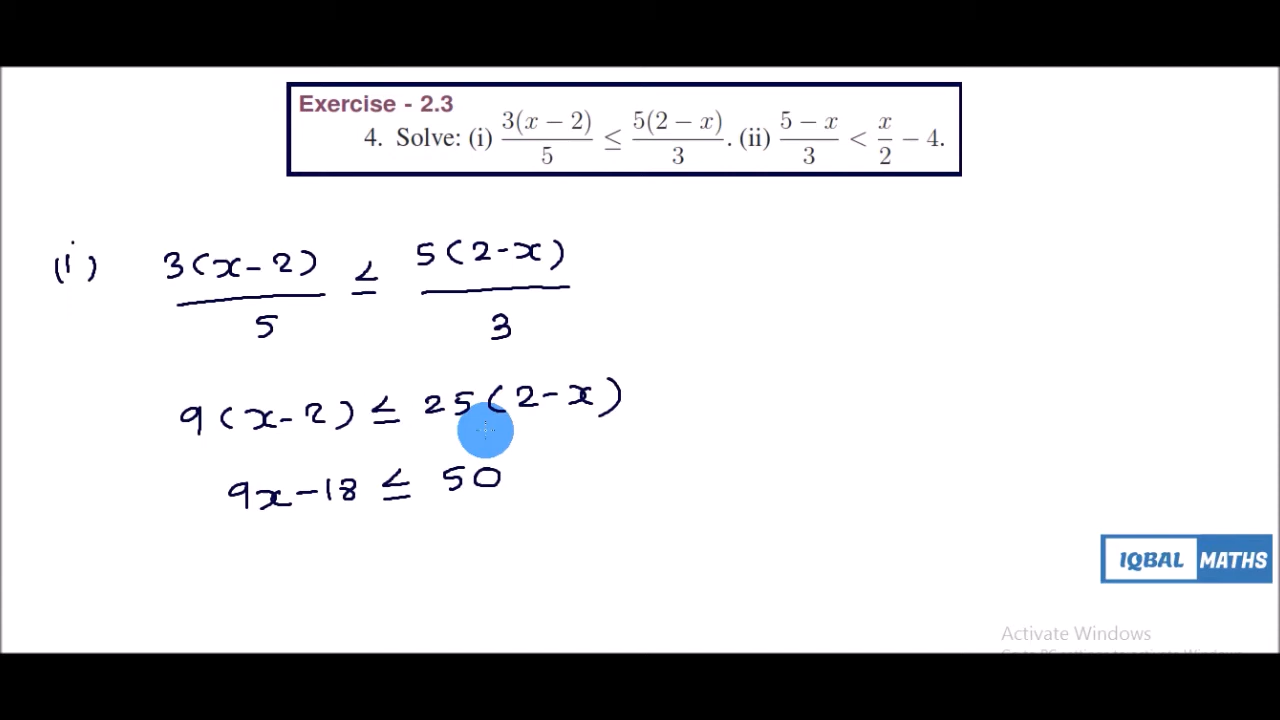 Exercise - 2.3
4. Solve: (i) 3(x − 2)/5 ≤ 5(2 − x)/3. (ii) (5 − x)/3 < x/2 − 4.
(i) 3(x-2)/5 ≤ 5(2-x)/3
9(x-2) ≤ 25(2-x)
9x-18 ≤ 50
IQBAL MATHS
Activate Windows